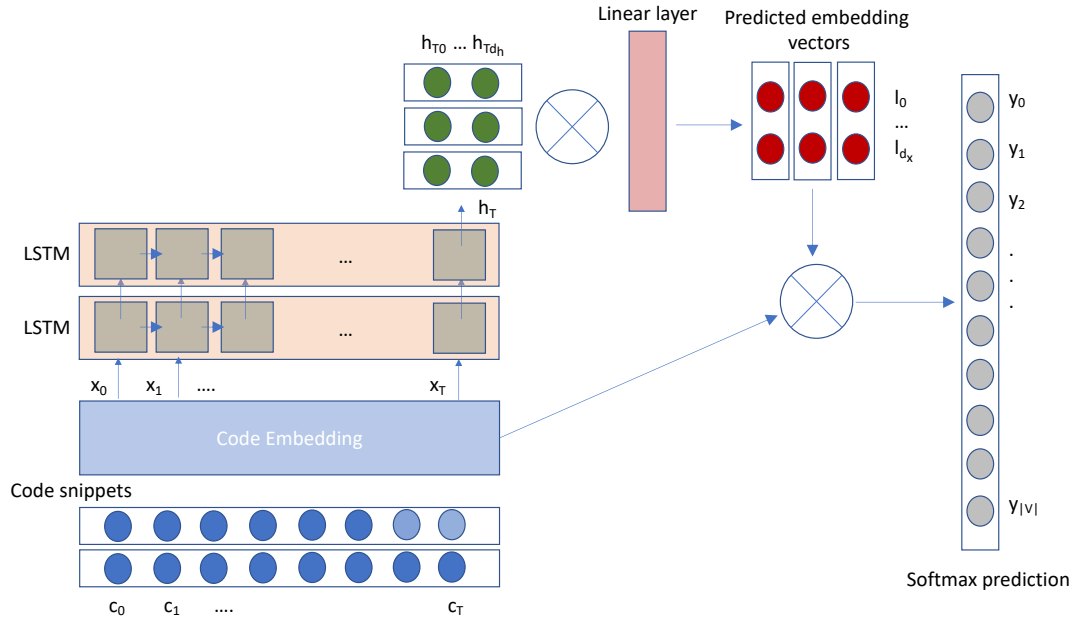 Linear layer
Predicted embedding
vectors
h_T0 ... h_Td_h
l_0
...
l_d_x
y_0
y_1
y_2
.
.
.
y_|V|
Softmax prediction
h_T
LSTM
...
LSTM
...
x_0 x_1 .... x_T
Code Embedding
Code snippets
c_0 c_1 .... c_T